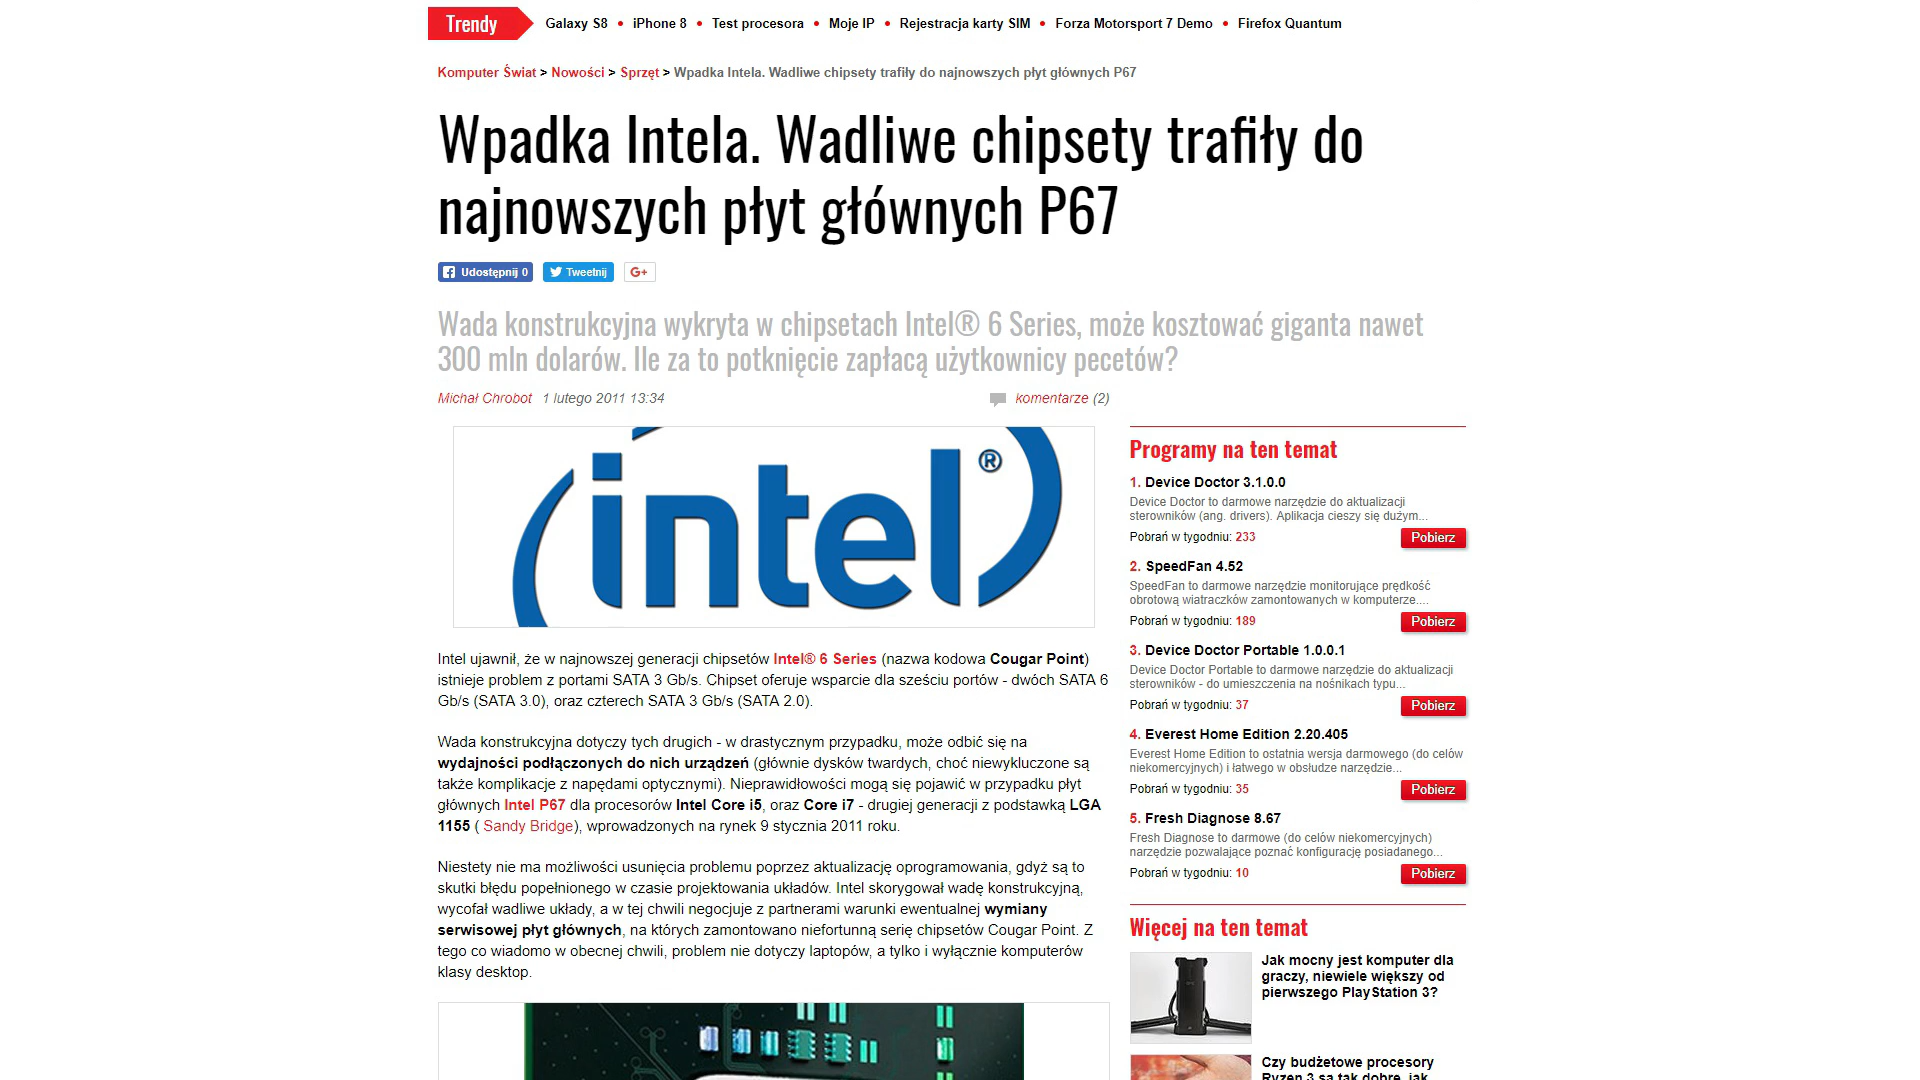 Trendy
Galaxy S8 • iPhone 8 • Test procesora • Moje IP • Rejestracja karty SIM • Forza Motorsport 7 Demo • Firefox Quantum
Komputer Świat > Nowości > Sprzęt > Wpadka Intela. Wadliwe chipsety trafiły do najnowszych płyt głównych P67
Wpadka Intela. Wadliwe chipsety trafiły do
najnowszych płyt głównych P67
Udostępnij 0 Tweetnij G+
Wada konstrukcyjna wykryta w chipsetach Intel® 6 Series, może kosztować giganta nawet
300 mln dolarów. Ile za to potknięcie zapłacą użytkownicy pecetów?
Michał Chrobot 1 lutego 2011 13:34
komentarze (2)
intel®
Intel ujawnił, że w najnowszej generacji chipsetów Intel® 6 Series (nazwa kodowa Cougar Point)
istnieje problem z portami SATA 3 Gb/s. Chipset oferuje wsparcie dla sześciu portów - dwóch SATA 6
Gb/s (SATA 3.0), oraz czterech SATA 3 Gb/s (SATA 2.0).
Wada konstrukcyjna dotyczy tych drugich - w drastycznym przypadku, może odbić się na
wydajności podłączonych do nich urządzeń (głównie dysków twardych, choć niewykluczone są
także komplikacje z napędami optycznymi). Nieprawidłowości mogą się pojawić w przypadku płyt
głównych Intel P67 dla procesorów Intel Core i5, oraz Core i7 - drugiej generacji z podstawką LGA
1155 ( Sandy Bridge), wprowadzonych na rynek 9 stycznia 2011 roku.
Niestety nie ma możliwości usunięcia problemu poprzez aktualizację oprogramowania, gdyż są to
skutki błędu popełnionego w czasie projektowania układów. Intel skorygował wadę konstrukcyjną,
wycofał wadliwe układy, a w tej chwili negocjuje z partnerami warunki ewentualnej wymiany
serwisowej płyt głównych, na których zamontowano niefortunną serię chipsetów Cougar Point. Z
tego co wiadomo w obecnej chwili, problem nie dotyczy laptopów, a tylko i wyłącznie komputerów
klasy desktop.
Programy na ten temat
1. Device Doctor 3.1.0.0
Device Doctor to darmowe narzędzie do aktualizacji
sterowników (ang. drivers). Aplikacja cieszy się dużym...
Pobrań w tygodniu: 233
Pobierz
2. SpeedFan 4.52
SpeedFan to darmowe narzędzie monitorujące prędkość
obrotową wiatraczków zamontowanych w komputerze....
Pobrań w tygodniu: 189
Pobierz
3. Device Doctor Portable 1.0.0.1
Device Doctor Portable to darmowe narzędzie do aktualizacji
sterowników - do umieszczenia na nośnikach typu...
Pobrań w tygodniu: 37
Pobierz
4. Everest Home Edition 2.20.405
Everest Home Edition to ostatnia wersja darmowego (do celów
niekomercyjnych) i łatwego w obsłudze narzędzie...
Pobrań w tygodniu: 35
Pobierz
5. Fresh Diagnose 8.67
Fresh Diagnose to darmowe (do celów niekomercyjnych)
narzędzie pozwalające poznać konfigurację posiadanego...
Pobrań w tygodniu: 10
Pobierz
Więcej na ten temat
Jak mocny jest komputer dla
graczy, niewiele większy od
pierwszego PlayStation 3?
Czy budżetowe procesory
Ryzen 3 są tak dobre, jak